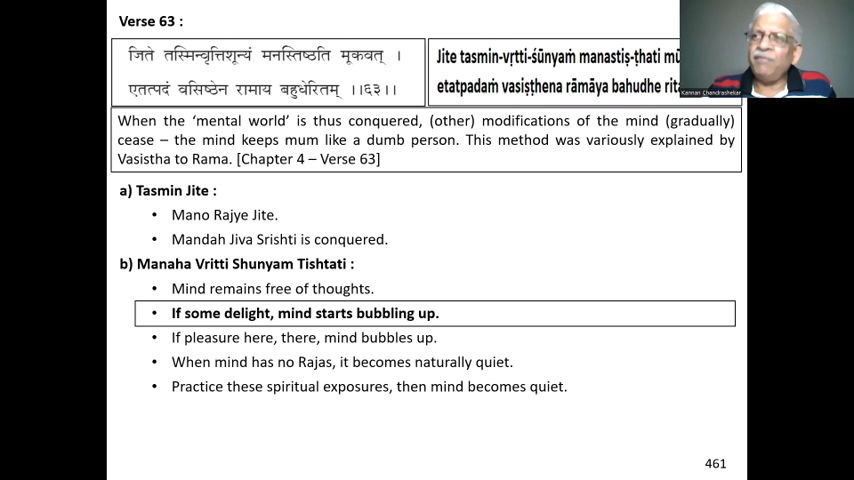 Verse 63 :
जिते तस्मिन्वृत्तिशून्यं मनस्तिष्ठति मूकवत् ।
एतत्पदं वसिष्ठेन रामाय बहुधेरितम् ।।६३।।
Jite tasmin-vṛtti-śūnyaṁ manastiṣ-ṭhati
etatpadaṁ vasiṣṭhena rāmāya bahudhe
Kannan Chandrashekar
When the ‘mental world’ is thus conquered, (other) modifications of the mind (gradually)
cease – the mind keeps mum like a dumb person. This method was variously explained by
Vasistha to Rama. [Chapter 4 – Verse 63]
a) Tasmin Jite :
• Mano Rajye Jite.
• Mandah Jiva Srishti is conquered.
b) Manaha Vritti Shunyam Tishtati :
• Mind remains free of thoughts.
• If some delight, mind starts bubbling up.
• If pleasure here, there, mind bubbles up.
• When mind has no Rajas, it becomes naturally quiet.
• Practice these spiritual exposures, then mind becomes quiet.
461